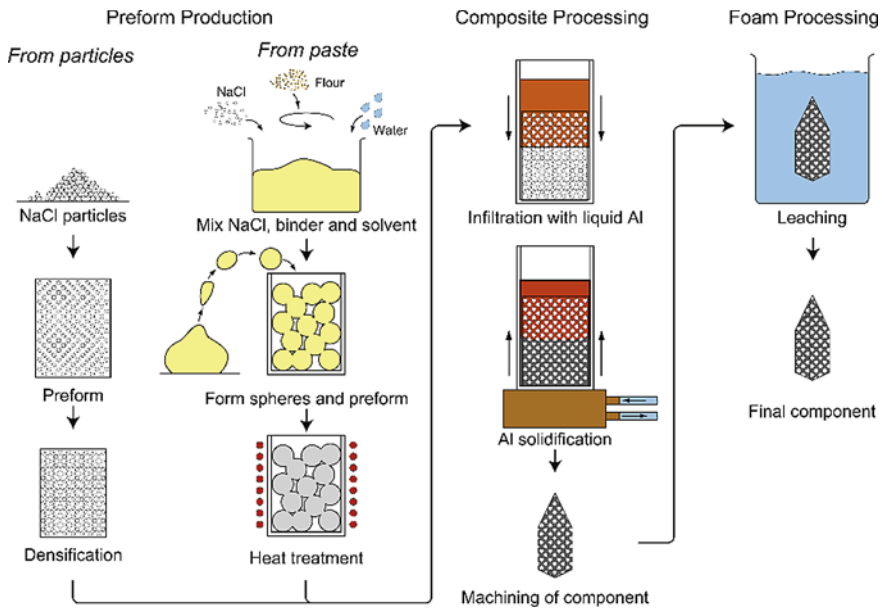 Preform Production
Composite Processing
Foam Processing
From particles
From paste
NaCl
Flour
Water
NaCl particles
Mix NaCl, binder and solvent
Infiltration with liquid Al
Leaching
Preform
Form spheres and preform
Al solidification
Final component
Densification
Heat treatment
Machining of component